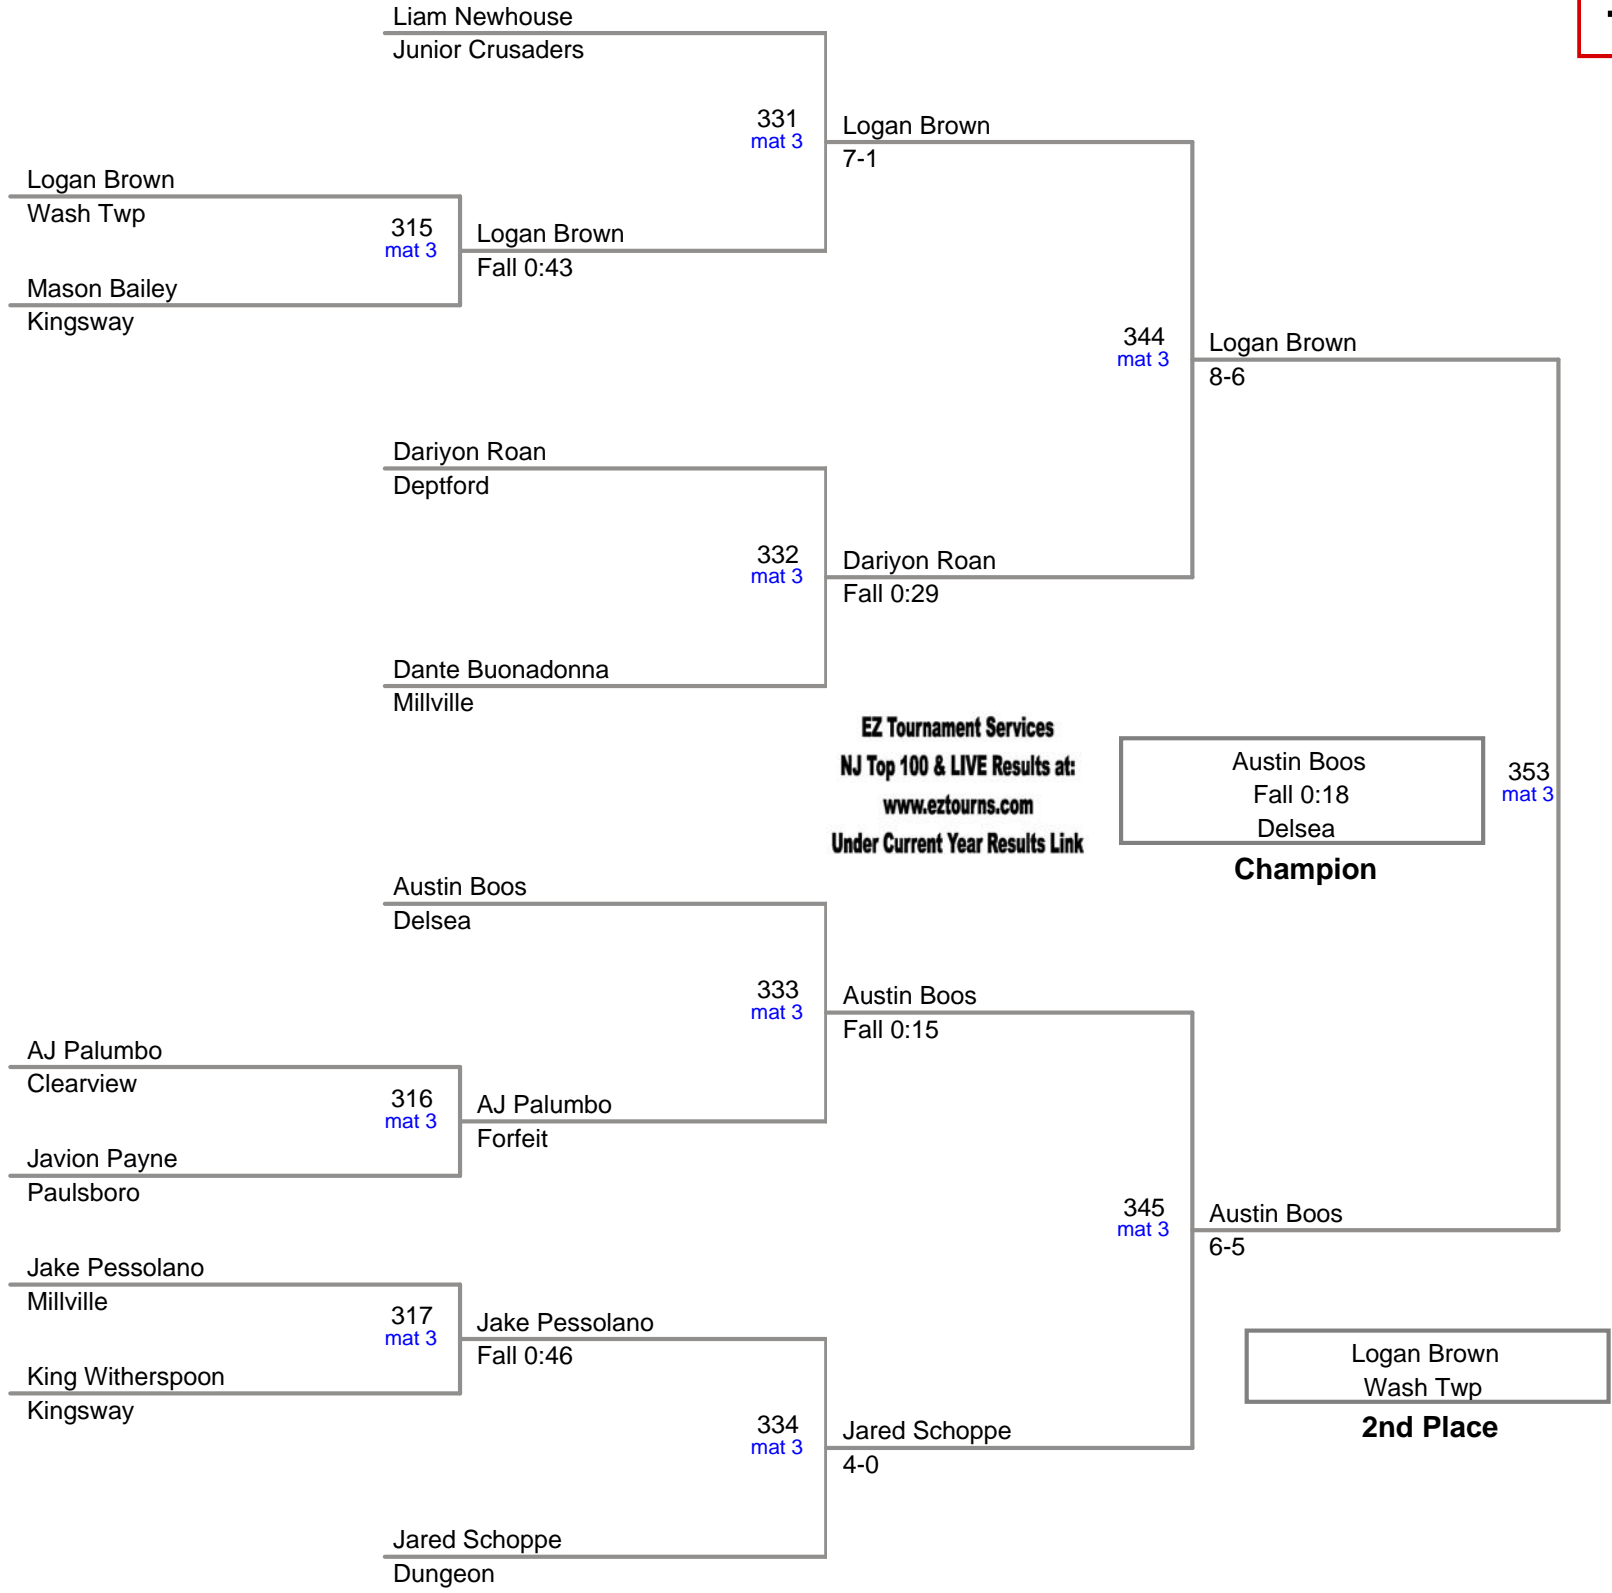 Liam Newhouse
Junior Crusaders
331
mat 3
Logan Brown
7-1
Logan Brown
Wash Twp
315
mat 3
Logan Brown
Fall 0:43
Mason Bailey
Kingsway
344
mat 3
Logan Brown
8-6
Dariyon Roan
Deptford
332
mat 3
Dariyon Roan
Fall 0:29
Dante Buonadonna
Millville
EZ Tournament Services
NJ Top 100 & LIVE Results at:
www.eztourns.com
Under Current Year Results Link
Austin Boos
Fall 0:18
Delsea
Champion
353
mat 3
Austin Boos
Delsea
333
mat 3
Austin Boos
Fall 0:15
AJ Palumbo
Clearview
316
mat 3
AJ Palumbo
Forfeit
Javion Payne
Paulsboro
345
mat 3
Austin Boos
6-5
Jake Pessolano
Millville
317
mat 3
Jake Pessolano
Fall 0:46
King Witherspoon
Kingsway
Logan Brown
Wash Twp
2nd Place
334
mat 3
Jared Schoppe
4-0
Jared Schoppe
Dungeon